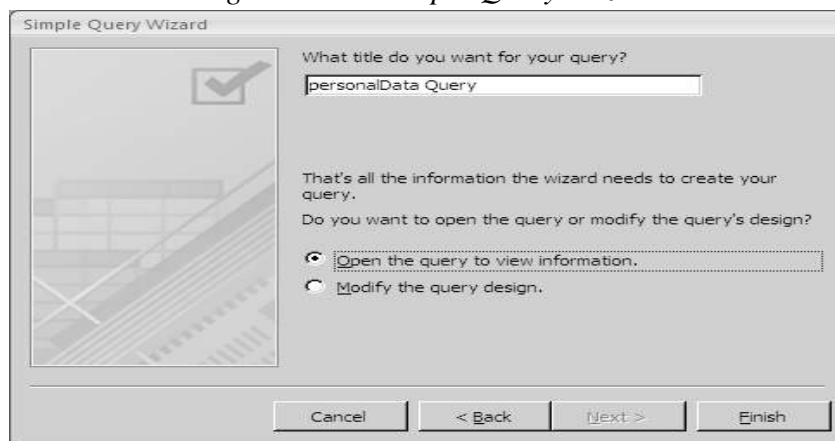 Simple Query Wizard
What title do you want for your query?
personalData Query
That's all the information the wizard needs to create your
query.
Do you want to open the query or modify the query's design?
Open the query to view information.
Modify the query design.
Cancel
< Back
Next >
Finish